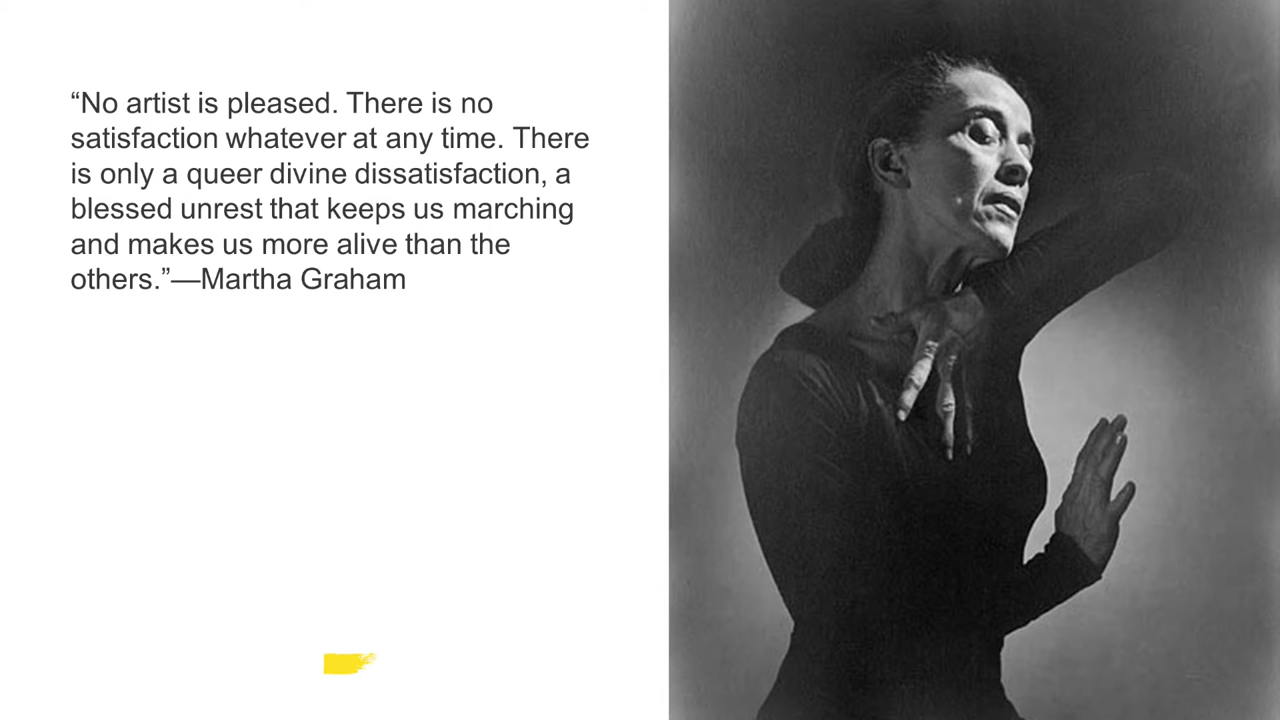 “No artist is pleased. There is no
satisfaction whatever at any time. There
is only a queer divine dissatisfaction, a
blessed unrest that keeps us marching
and makes us more alive than the
others.”—Martha Graham